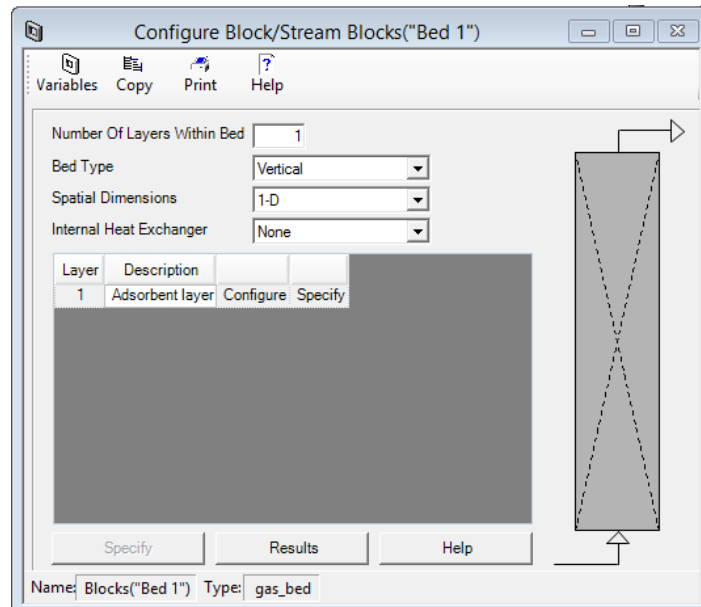 Configure Block/Stream Blocks("Bed 1")
Variables Copy Print Help
Number Of Layers Within Bed 1
Bed Type Vertical
Spatial Dimensions 1-D
Internal Heat Exchanger None
Layer Description
1 Adsorbent layer Configure Specify
Specify Results Help
Name: Blocks("Bed 1") Type: gas_bed